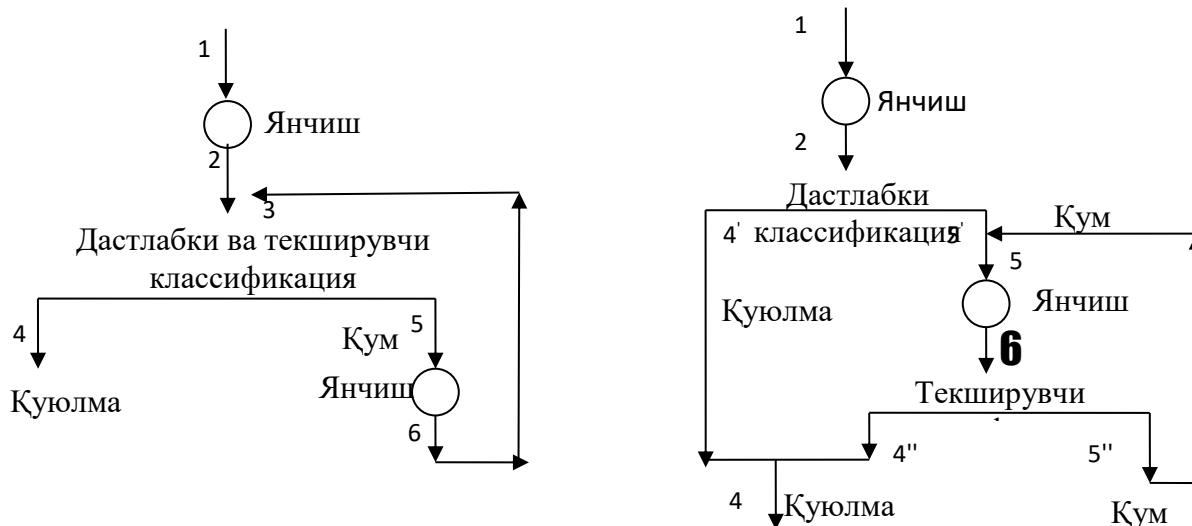 1
Янчиш
2
3
Дастлабки ва текширувчи
классификация
4
5
Қум
Янчиш
Қуюлма
6
1
Янчиш
2
Дастлабки
4' классификация 5'
Қум
5
Қуюлма
Янчиш
6
Текширувчи
4''
5''
4
Қуюлма
Қум